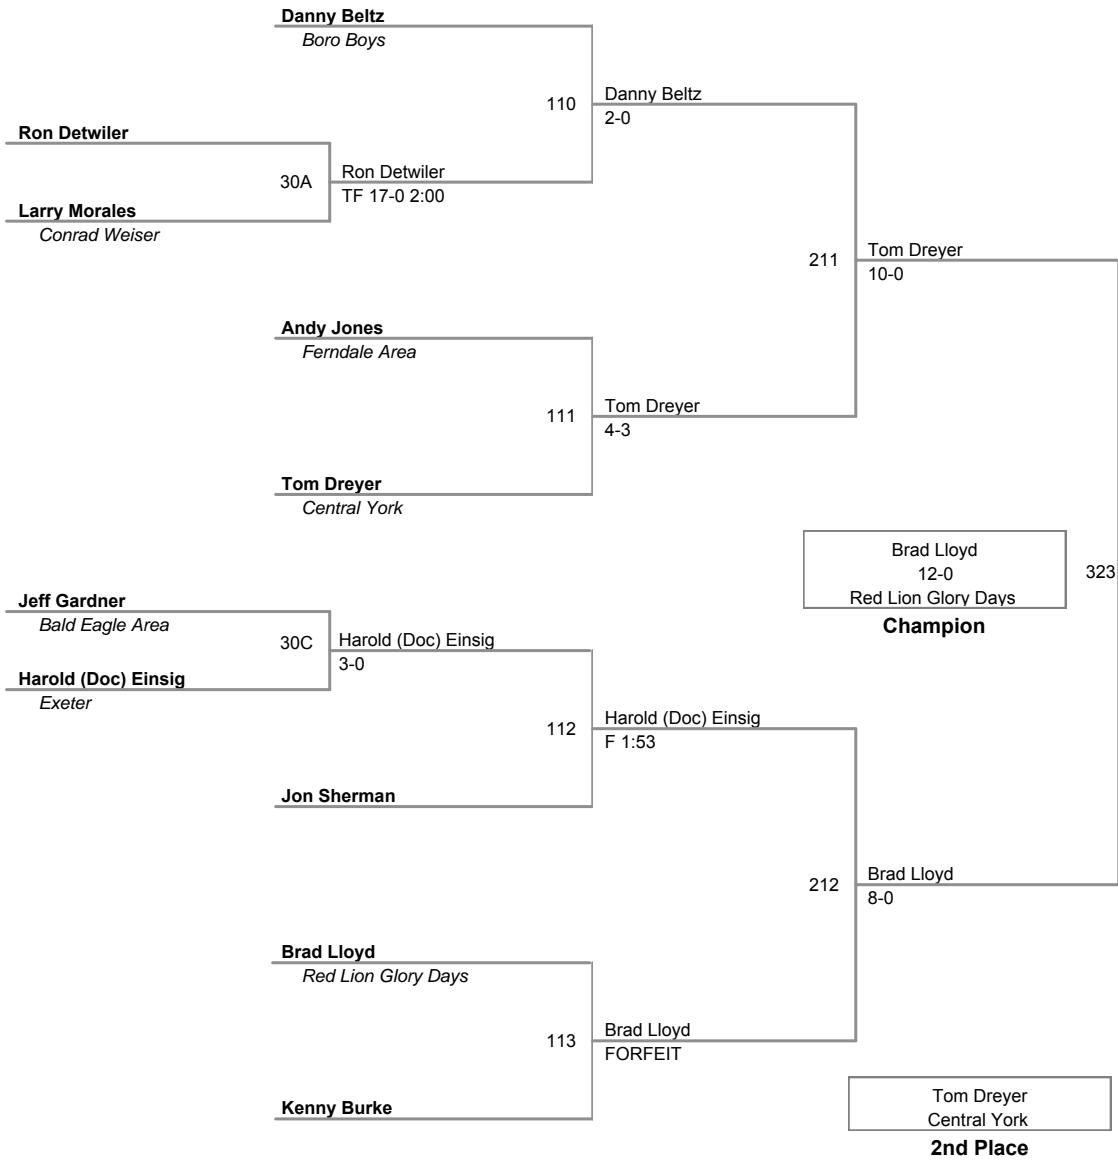 Danny Beltz
Boro Boys
110
Danny Beltz
2-0
Ron Detwiler
30A
Ron Detwiler
TF 17-0 2:00
Larry Morales
Conrad Weiser
211
Tom Dreyer
10-0
Andy Jones
Ferndale Area
111
Tom Dreyer
4-3
Tom Dreyer
Central York
Brad Lloyd
12-0
Red Lion Glory Days
323
Champion
Jeff Gardner
Bald Eagle Area
30C
Harold (Doc) Einsig
3-0
Harold (Doc) Einsig
Exeter
112
Harold (Doc) Einsig
F 1:53
Jon Sherman
212
Brad Lloyd
8-0
Brad Lloyd
Red Lion Glory Days
113
Brad Lloyd
FORFEIT
Kenny Burke
Tom Dreyer
Central York
2nd Place